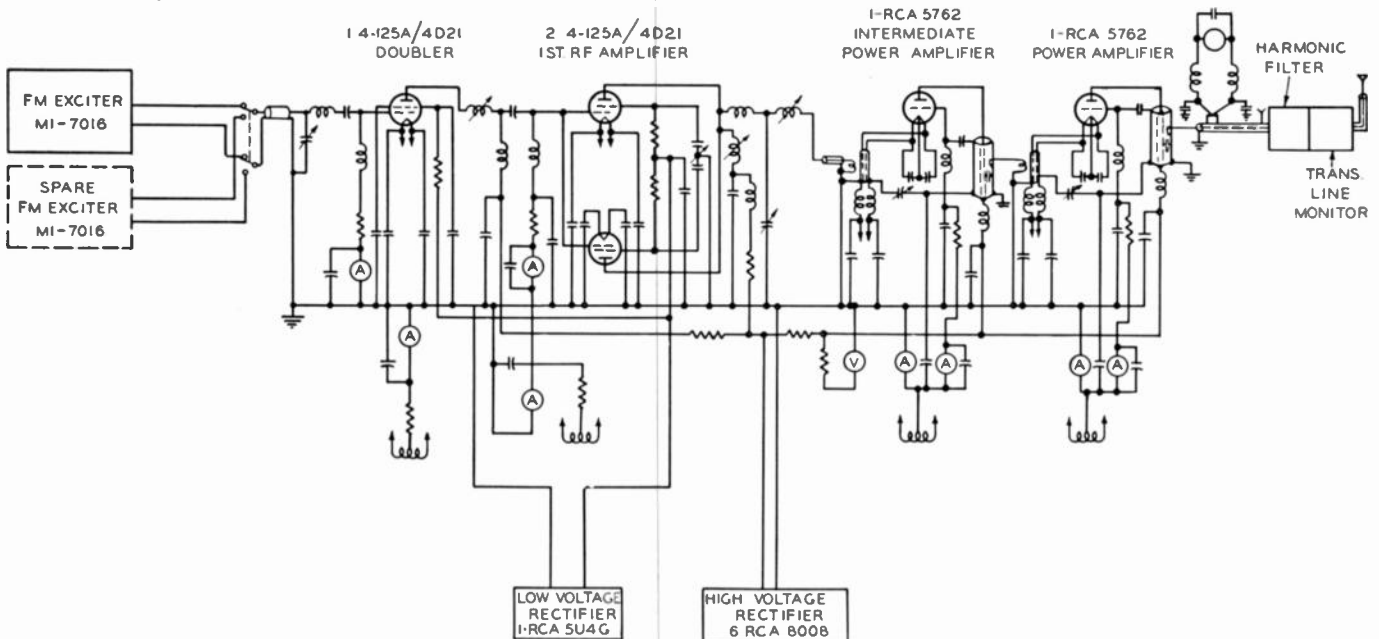 1 4-125A/4D21
DOUBLER
2 4-125A/4D21
1ST RF AMPLIFIER
1-RCA 5762
INTERMEDIATE
POWER AMPLIFIER
1-RCA 5762
POWER AMPLIFIER
HARMONIC
FILTER
FM EXCITER
MI-7016
SPARE
FM EXCITER
MI-7016
TRANS.
LINE
MONITOR
A
A
A
A
V
A
A
A
A
LOW VOLTAGE
RECTIFIER
1-RCA 5U4G
HIGH VOLTAGE
RECTIFIER
6 RCA 8008